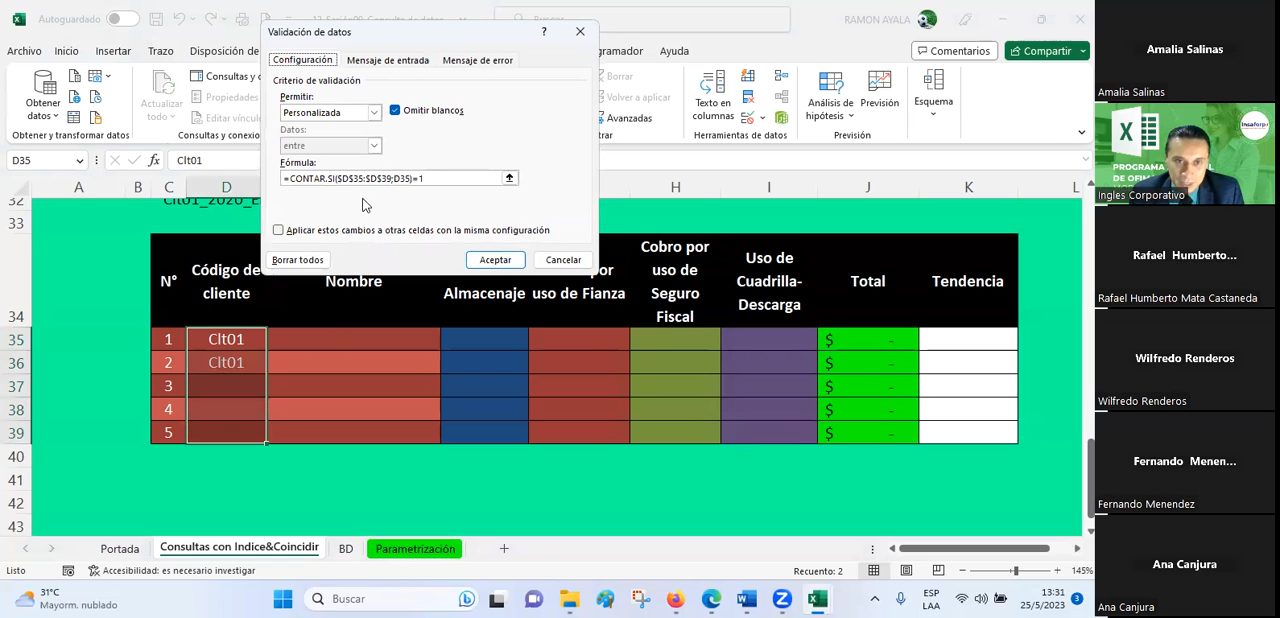 Autoguardado
Buscar
RAMON AYALA
Archivo Inicio Insertar Trazo Disposición de
gramador Ayuda
Comentarios
Compartir
Obtener datos
Obtener y transformar datos
Actualizar todo
Consultas y c
Propiedades
Editar víncul
Consultas y conexio
Borrar
Volver a aplicar
Avanzadas
Texto en columnas
Herramientas de datos
Análisis de hipótesis
Previsión
Previsión
Esquema
Validación de datos
?
Configuración Mensaje de entrada Mensaje de error
Criterio de validación
Permitir:
Personalizada
Omitir blancos
Datos:
entre
Fórmula:
=CONTAR.SI($D$35:$D$39;D35)=1
Aplicar estos cambios a otras celdas con la misma configuración
Borrar todos
Aceptar
Cancelar
D35
fx
Clt01
A B C D H I J K L
32
33
34
35
36
37
38
39
40
41
42
43
Clt01_2020_E
N°
Código de cliente
Nombre
Almacenaje
uso de Fianza
Cobro por uso de Seguro Fiscal
Uso de Cuadrilla-Descarga
Total
Tendencia
1 Clt01 $ -
2 Clt01 $ -
3 $ -
4 $ -
5 $ -
Portada
Consultas con Indice&Coincidir
BD
Parametrización
Listo
Accesibilidad: es necesario investigar
Recuento: 2
145%
31°C
Mayorm. nublado
Buscar
ESP
LAA
13:31
25/5/2023
3
Amalia Salinas
Amalia Salinas
Insaforp
PROGRAMA
DE OFIM
Ingles Corporativo
Rafael Humberto...
Rafael Humberto Mata Castaneda
Wilfredo Renderos
Wilfredo Renderos
Fernando Menen...
Fernando Menendez
Ana Canjura
Ana Canjura